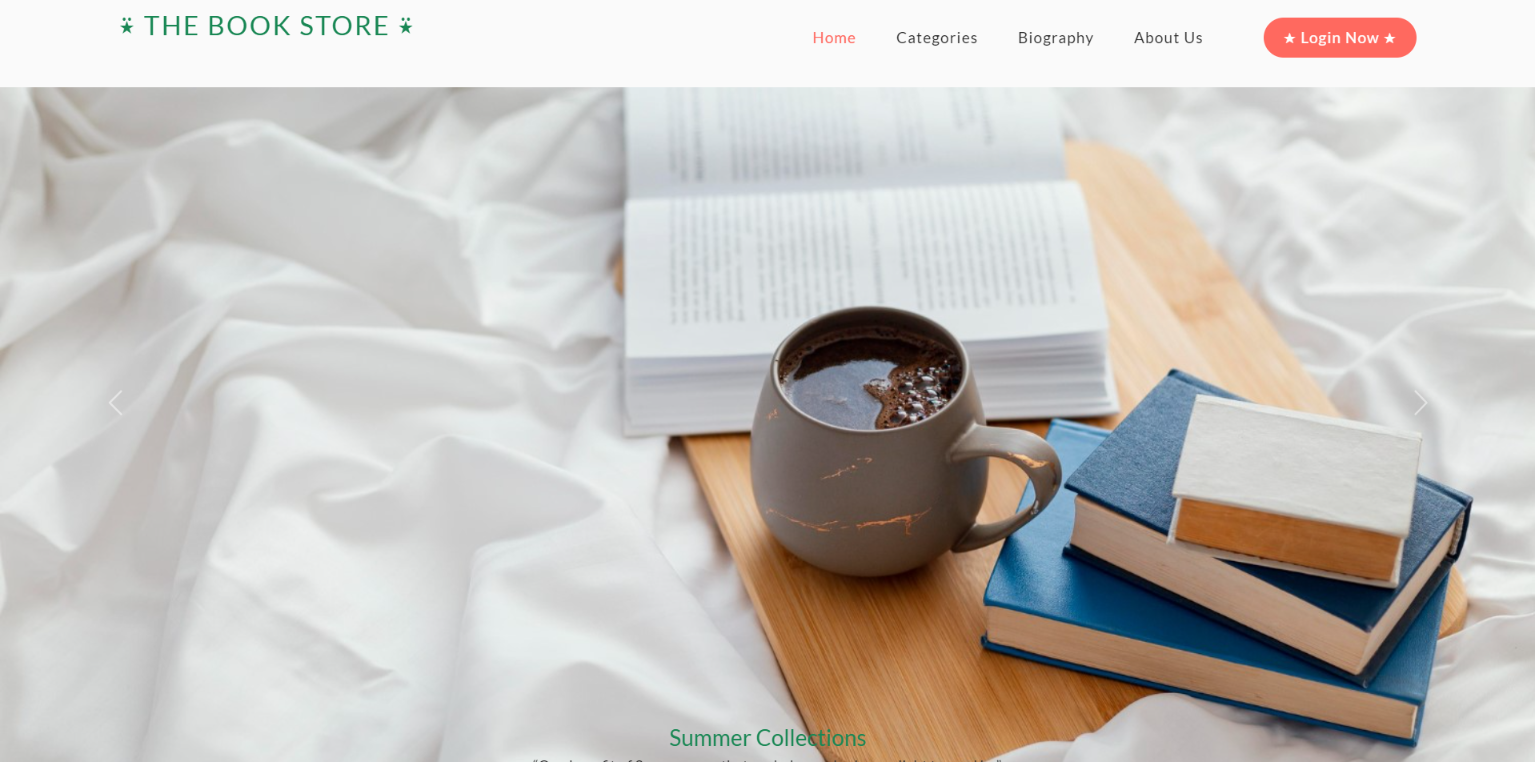 ⍣ THE BOOK STORE ⍣
Home
Categories
Biography
About Us
★ Login Now ★
Summer Collections